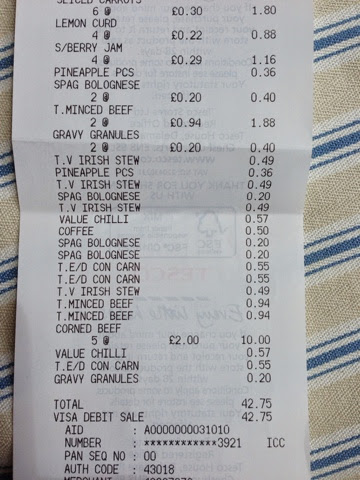 SLICED CARROTS
6 @ £0.30 1.80
LEMON CURD
4 @ £0.22 0.88
S/BERRY JAM
4 @ £0.29 1.16
PINEAPPLE PCS 0.36
SPAG BOLOGNESE
2 @ £0.20 0.40
T.MINCED BEEF
2 @ £0.94 1.88
GRAVY GRANULES
2 @ £0.20 0.40
T.V IRISH STEW 0.49
PINEAPPLE PCS 0.36
T.V IRISH STEW 0.49
SPAG BOLOGNESE 0.20
T.V IRISH STEW 0.49
VALUE CHILLI 0.57
COFFEE 0.50
SPAG BOLOGNESE 0.20
SPAG BOLOGNESE 0.20
T.E/D CON CARN 0.55
T.E/D CON CARN 0.55
T.V IRISH STEW 0.49
T.MINCED BEEF 0.94
T.MINCED BEEF 0.94
CORNED BEEF
5 @ £2.00 10.00
VALUE CHILLI 0.57
T.E/D CON CARN 0.55
GRAVY GRANULES 0.20
TOTAL 42.75
VISA DEBIT SALE 42.75
AID : A0000000031010
NUMBER : ************3921 ICC
PAN SEQ NO : 00
AUTH CODE : 43018
MERCHANT